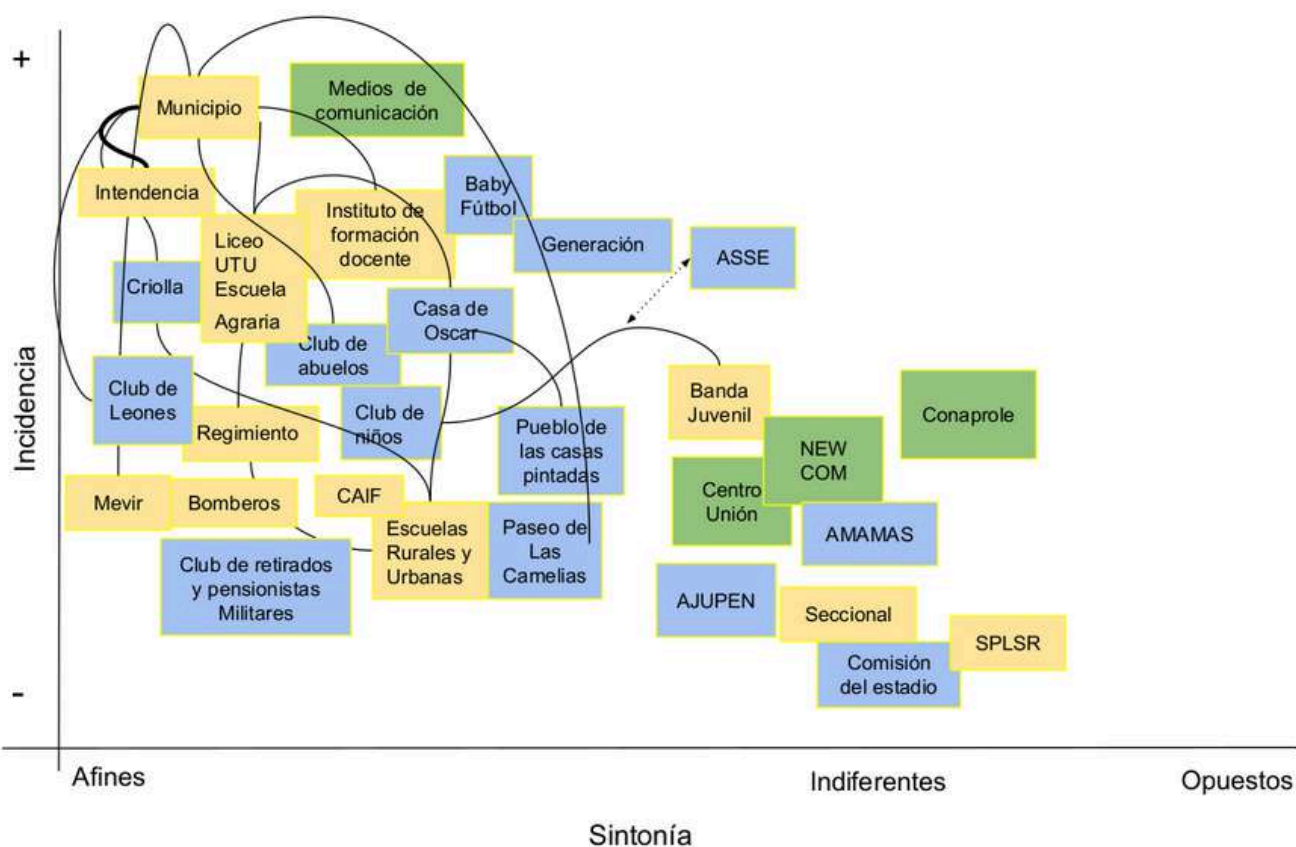 +
Municipio
Medios de
comunicación
Intendencia
Baby
Fútbol
Instituto de
formación
docente
Generación
ASSE
Liceo
UTU
Escuela
Agraria
Criolla
Casa de
Oscar
Club de
abuelos
Club de
Leones
Banda
Juvenil
Conaprole
Club de
niños
Regimiento
Pueblo de
las casas
pintadas
NEW
COM
Incidencia
Mevir
Bomberos
CAIF
Centro
Unión
Escuelas
Rurales y
Urbanas
Paseo de
Las
Camelias
AMAMAS
Club de retirados
y pensionistas
Militares
AJUPEN
Seccional
SPLSR
Comisión
del estadio
-
Afines
Indiferentes
Opuestos
Sintonía